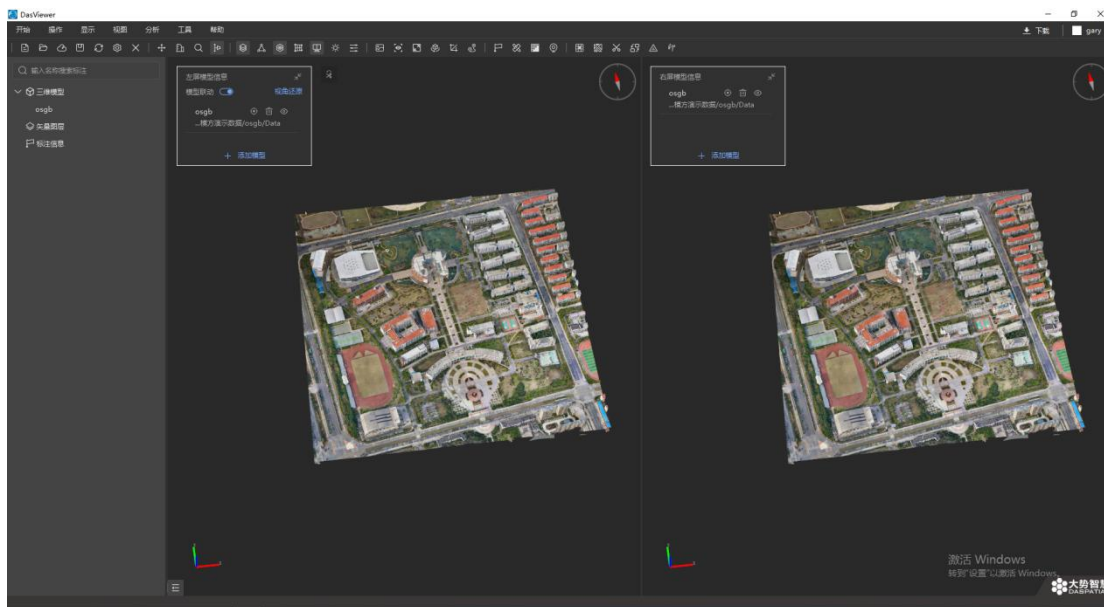 DasViewer
开始 操作 显示 视图 分析 工具 帮助
下载 gary
输入名称搜索标注
三维模型
osgb
矢量图层
标注信息
左屏模型信息
模型联动 视角还原
osgb
...模方演示数据/osgb/Data
添加模型
右屏模型信息
osgb
...模方演示数据/osgb/Data
添加模型
激活 Windows
转到"设置"以激活 Windows。
大势智慧
DASPATIA